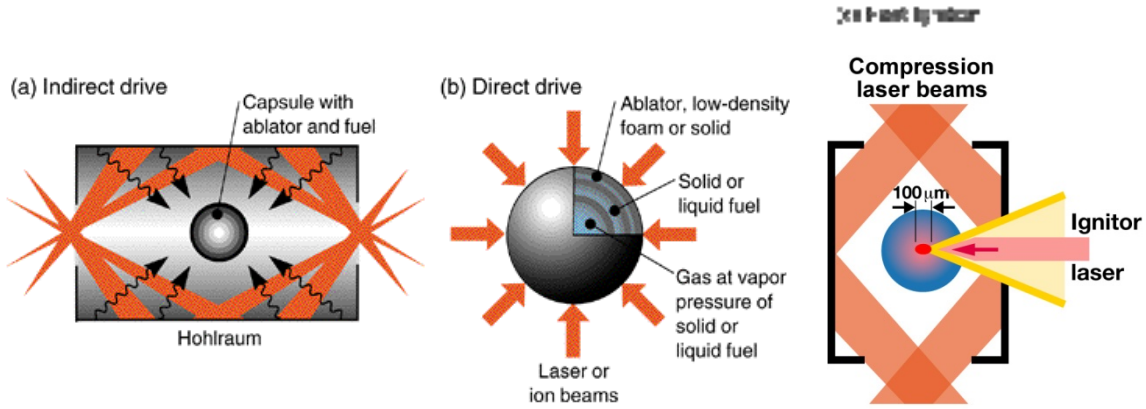 (a) Indirect drive
Capsule with
ablator and fuel
Hohlraum
(b) Direct drive
Ablator, low-density
foam or solid
Solid or
liquid fuel
Gas at vapor
pressure of
solid or
liquid fuel
Laser or
ion beams
Compression
laser beams
100 μm
Ignitor
laser